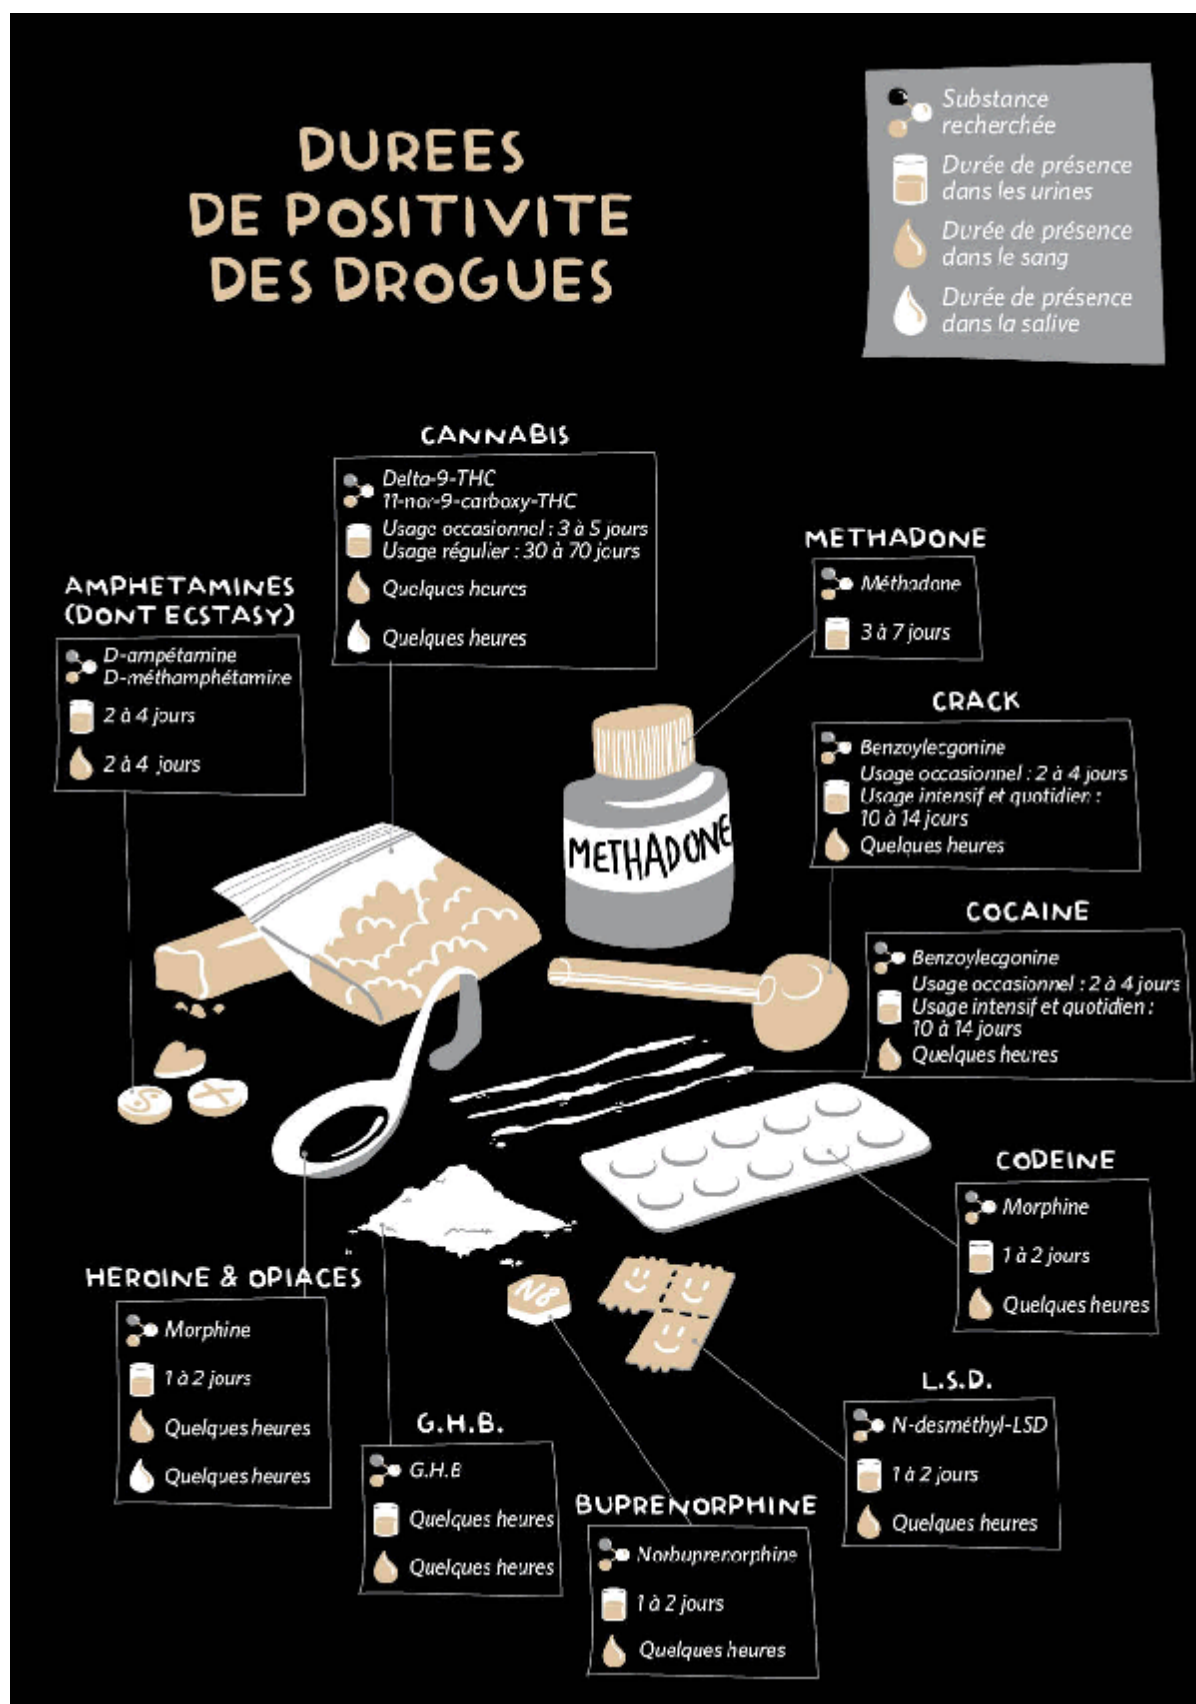 DUREES
DE POSITIVITE
DES DROGUES
Substance
recherchée
Durée de présence
dans les urines
Durée de présence
dans le sang
Durée de présence
dans la salive
CANNABIS
Delta-9-THC
11-nor-9-carboxy-THC
Usage occasionnel : 3 à 5 jours
Usage régulier : 30 à 70 jours
Quelques heures
Quelques heures
METHADONE
Méthadone
3 à 7 jours
AMPHETAMINES
(DONT ECSTASY)
D-ampétamine
D-méthamphétamine
2 à 4 jours
2 à 4 jours
CRACK
Benzoylecgonine
Usage occasionnel : 2 à 4 jours
Usage intensif et quotidien :
10 à 14 jours
Quelques heures
METHADONE
COCAINE
Benzoylecgonine
Usage occasionnel : 2 à 4 jours
Usage intensif et quotidien :
10 à 14 jours
Quelques heures
S
X
CODEINE
Morphine
1 à 2 jours
Quelques heures
HEROINE & OPIACES
Morphine
1 à 2 jours
Quelques heures
Quelques heures
N8
L.S.D.
N-desméthyl-LSD
1 à 2 jours
Quelques heures
G.H.B.
G.H.B
Quelques heures
Quelques heures
BUPRENORPHINE
Norbuprenorphine
1 à 2 jours
Quelques heures